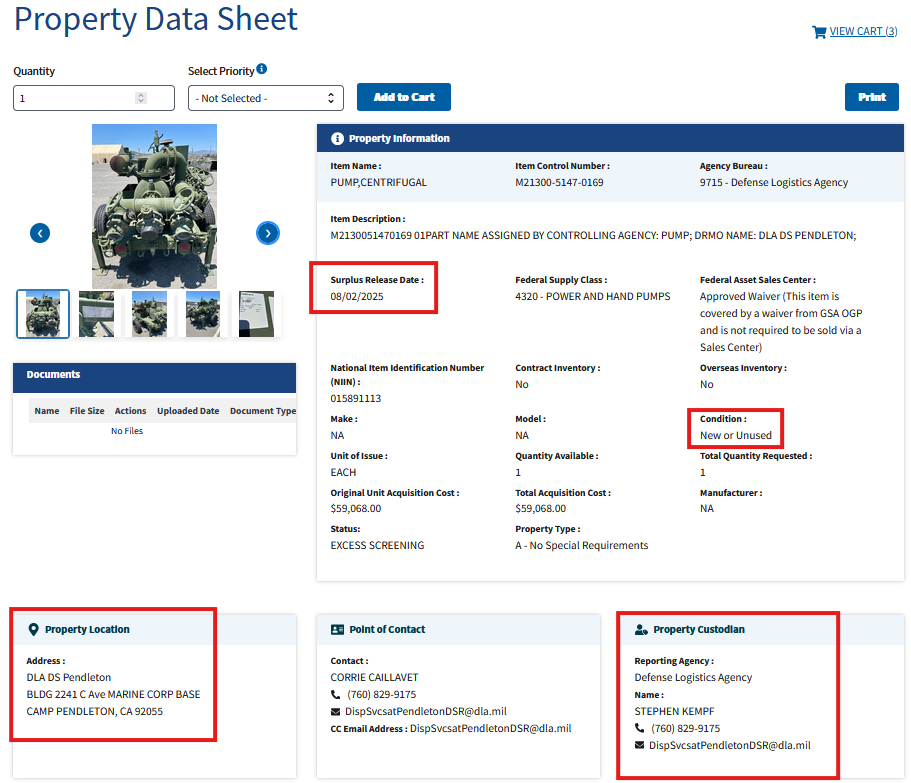 Property Data Sheet
VIEW CART (3)
Quantity
Select Priority
1
- Not Selected -
Add to Cart
Print
Property Information
Item Name :
PUMP,CENTRIFUGAL
Item Control Number :
M21300-5147-0169
Agency Bureau :
9715 - Defense Logistics Agency
Item Description :
M2130051470169 01PART NAME ASSIGNED BY CONTROLLING AGENCY: PUMP; DRMO NAME: DLA DS PENDLETON;
Surplus Release Date :
08/02/2025
Federal Supply Class :
4320 - POWER AND HAND PUMPS
Federal Asset Sales Center :
Approved Waiver (This item is
covered by a waiver from GSA OGP
and is not required to be sold via a
Sales Center)
National Item Identification Number
(NIIN) :
015891113
Contract Inventory :
No
Overseas Inventory :
No
Make :
NA
Model :
NA
Condition :
New or Unused
Unit of Issue :
EACH
Quantity Available :
1
Total Quantity Requested :
1
Original Unit Acquisition Cost :
$59,068.00
Total Acquisition Cost :
$59,068.00
Manufacturer :
NA
Status:
EXCESS SCREENING
Property Type :
A - No Special Requirements
Documents
Name File Size Actions Uploaded Date Document Type
No Files
Property Location
Address :
DLA DS Pendleton
BLDG 2241 C Ave MARINE CORP BASE
CAMP PENDLETON, CA 92055
Point of Contact
Contact :
CORRIE CAILLAVET
(760) 829-9175
DispSvcsatPendletonDSR@dla.mil
CC Email Address : DispSvcsatPendletonDSR@dla.mil
Property Custodian
Reporting Agency :
Defense Logistics Agency
Name :
STEPHEN KEMPF
(760) 829-9175
DispSvcsatPendletonDSR@dla.mil